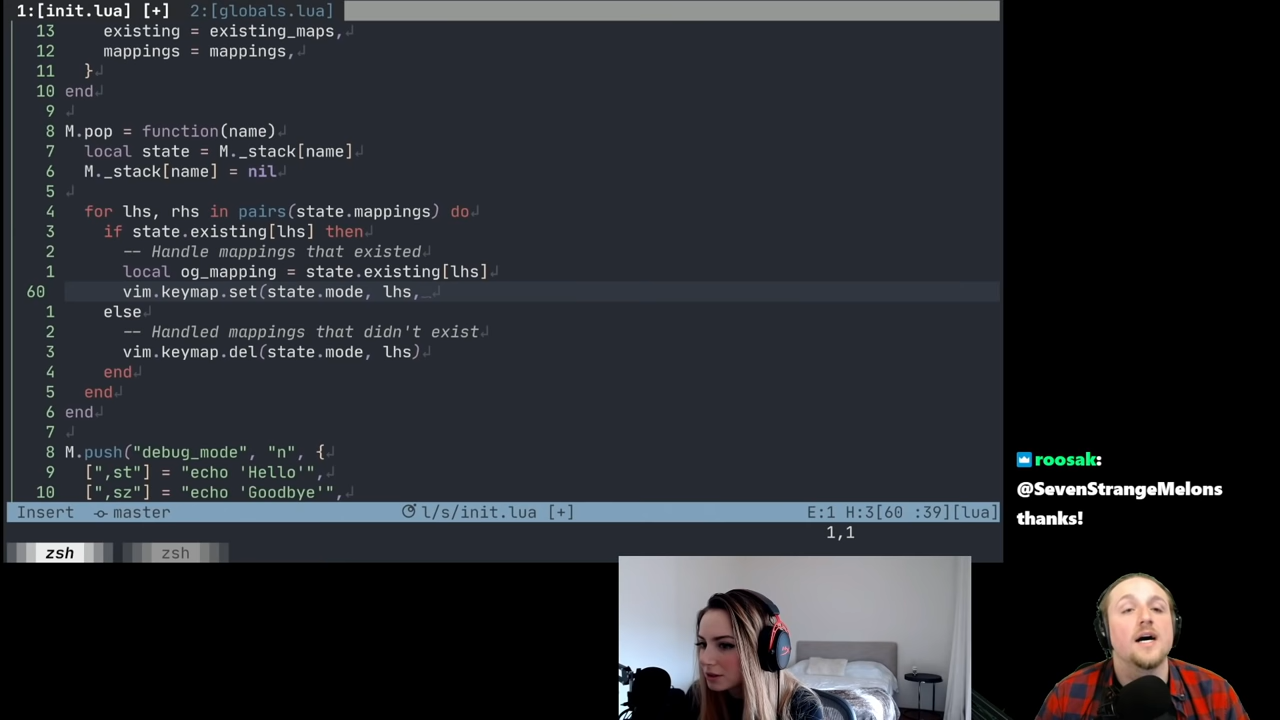 1:[init.lua] [+] 2:[globals.lua]
13 existing = existing_maps,
12 mappings = mappings,
11 }
10 end
9
8 M.pop = function(name)
7 local state = M._stack[name]
6 M._stack[name] = nil
5
4 for lhs, rhs in pairs(state.mappings) do
3 if state.existing[lhs] then
2 -- Handle mappings that existed
1 local og_mapping = state.existing[lhs]
60 vim.keymap.set(state.mode, lhs,
1 else
2 -- Handled mappings that didn't exist
3 vim.keymap.del(state.mode, lhs)
4 end
5 end
6 end
7
8 M.push("debug_mode", "n", {
9 [",st"] = "echo 'Hello'",
10 [",sz"] = "echo 'Goodbye'",
Insert master l/s/init.lua [+] E:1 H:3[60 :39][lua]
1,1
zsh zsh
roosak:
@SevenStrangeMelons
thanks!